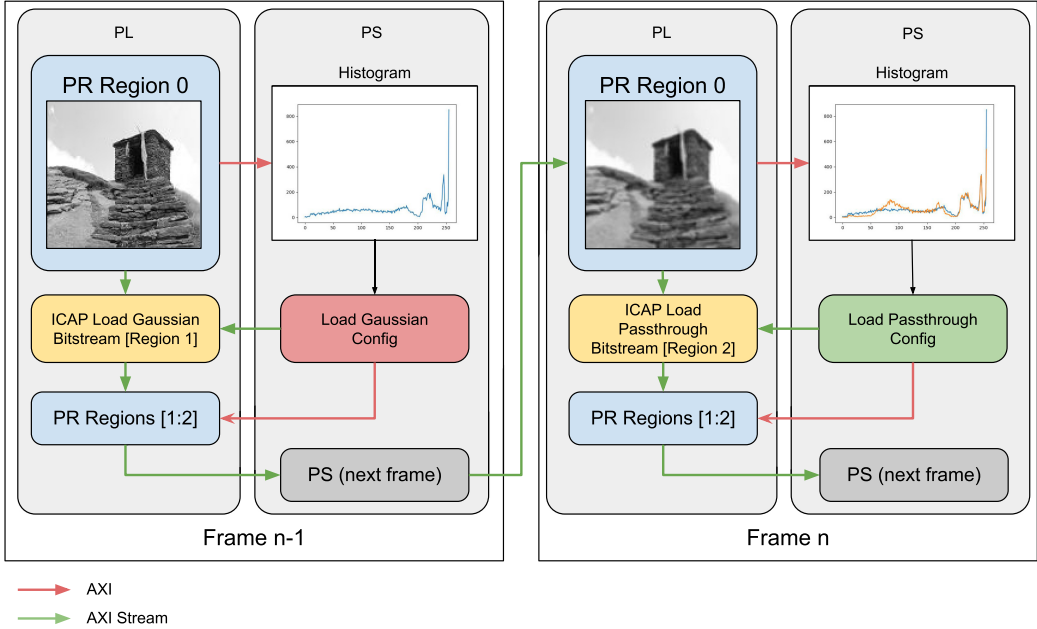 PL
PS
PR Region 0
Histogram
800
600
400
200
0
0
50
100
150
200
250
ICAP Load Gaussian
Bitstream [Region 1]
Load Gaussian
Config
PR Regions [1:2]
PS (next frame)
Frame n-1
PL
PS
PR Region 0
Histogram
800
600
400
200
0
0
50
100
150
200
250
ICAP Load
Passthrough
Bitstream [Region 2]
Load Passthrough
Config
PR Regions [1:2]
PS (next frame)
Frame n
AXI
AXI Stream